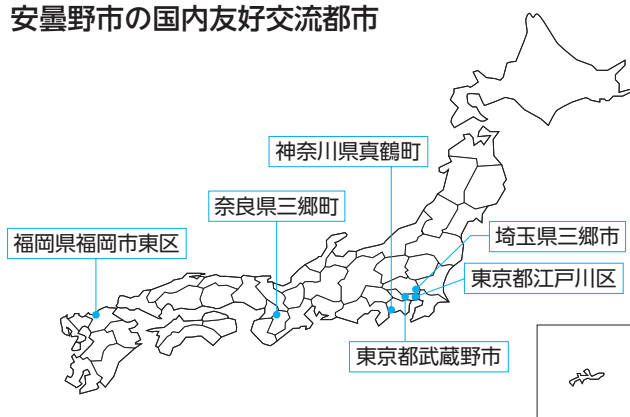 安曇野市の国内友好交流都市
神奈川県真鶴町
奈良県三郷町
福岡県福岡市東区
埼玉県三郷市
東京都江戸川区
東京都武蔵野市